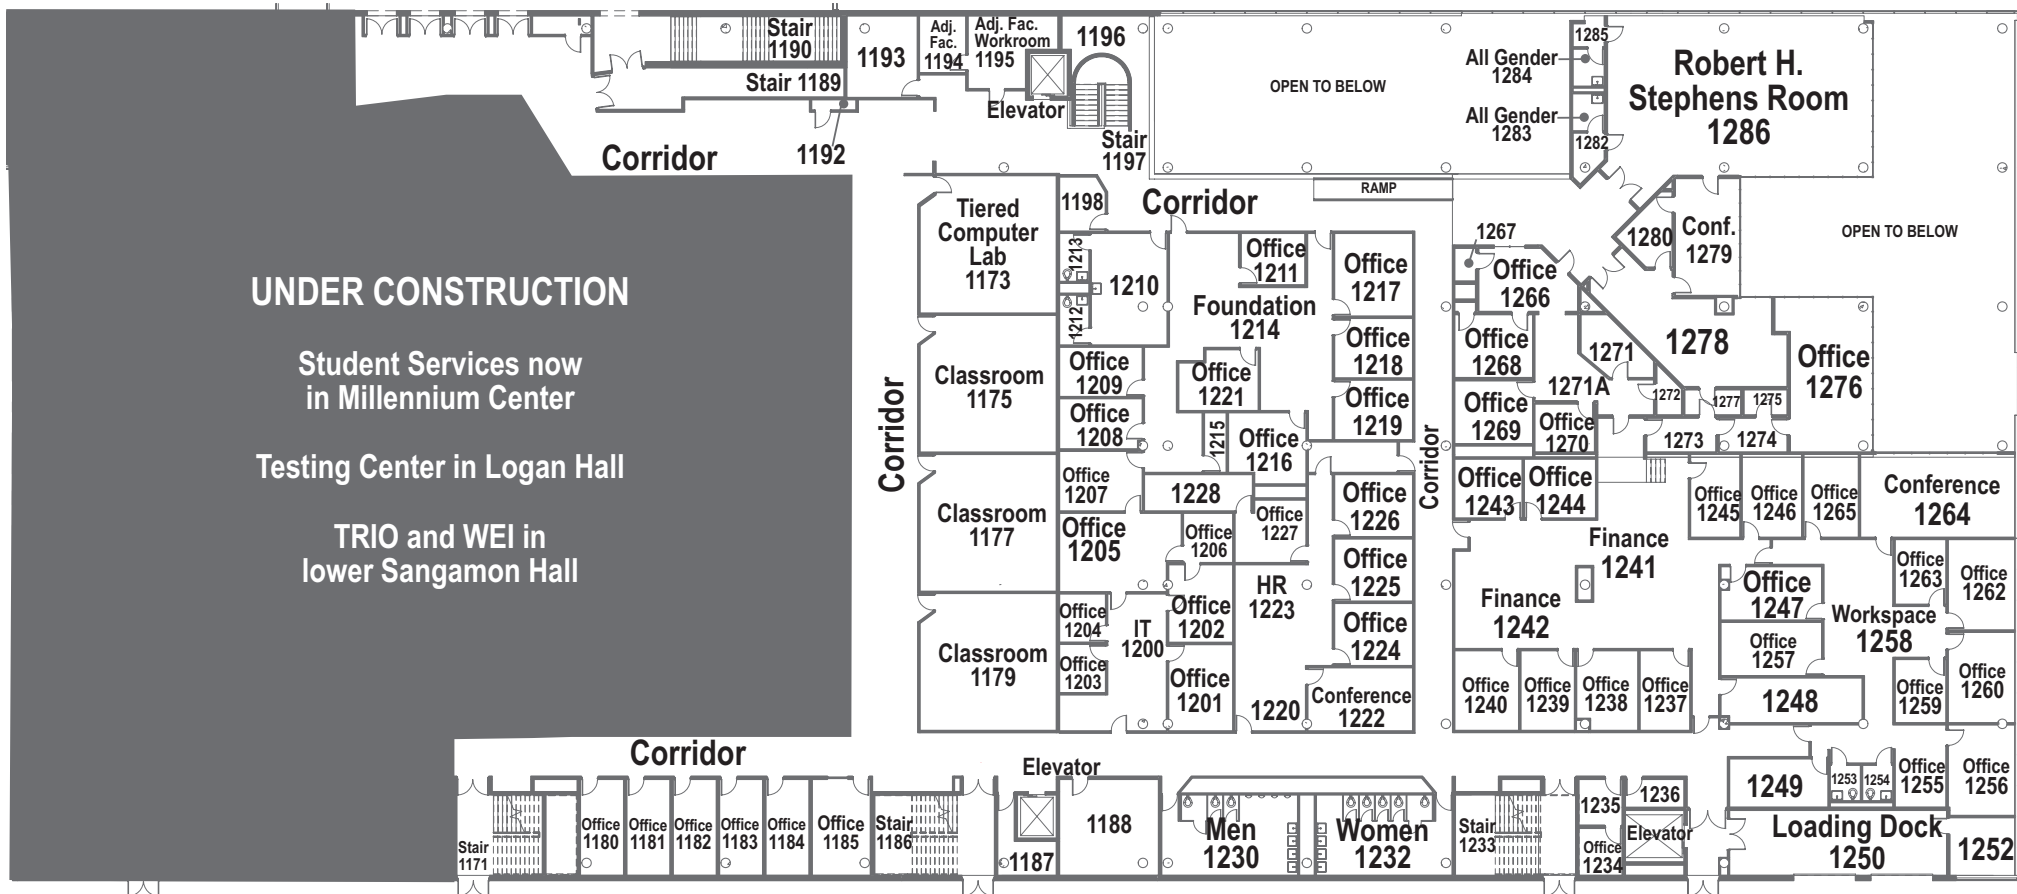 UNDER CONSTRUCTION
Student Services now
in Millennium Center
Testing Center in Logan Hall
TRIO and WEI in
lower Sangamon Hall
Corridor
Stair
1190
Stair 1189
1192
1193
Adj.
Fac.
1194
Adj. Fac.
Workroom
1195
1196
Elevator
Stair
1197
OPEN TO BELOW
RAMP
1285
All Gender
1284
All Gender
1283
1282
Robert H.
Stephens Room
1286
OPEN TO BELOW
Corridor
Tiered
Computer
Lab
1173
Classroom
1175
Classroom
1177
Classroom
1179
Corridor
1198
1213
1212
1210
Office
1209
Office
1208
Office
1207
Office
1205
Office
1204
Office
1203
IT
1200
Office
1206
Office
1202
Office
1201
Office
1211
Foundation
1214
Office
1221
1215
Office
1216
1228
Office
1227
HR
1223
1220
Office
1217
Office
1218
Office
1219
Office
1226
Office
1225
Office
1224
Conference
1222
Corridor
1267
Office
1266
Office
1268
Office
1269
Office
1270
1271
1271A
1272
1273
1274
1275
1277
1278
1280
Conf.
1279
Office
1276
Office
1243
Office
1244
Finance
1241
Finance
1242
Office
1240
Office
1239
Office
1238
Office
1237
Office
1245
Office
1246
Office
1265
Conference
1264
Office
1263
Office
1262
Office
1247
Workspace
1258
Office
1257
1248
Office
1259
Office
1260
1249
1253
1254
Office
1255
Office
1256
Loading Dock
1250
1252
Corridor
Stair
1171
Office
1180
Office
1181
Office
1182
Office
1183
Office
1184
Office
1185
Stair
1186
Elevator
1187
1188
Men
1230
Women
1232
Stair
1233
1235
Office
1234
1236
Elevator